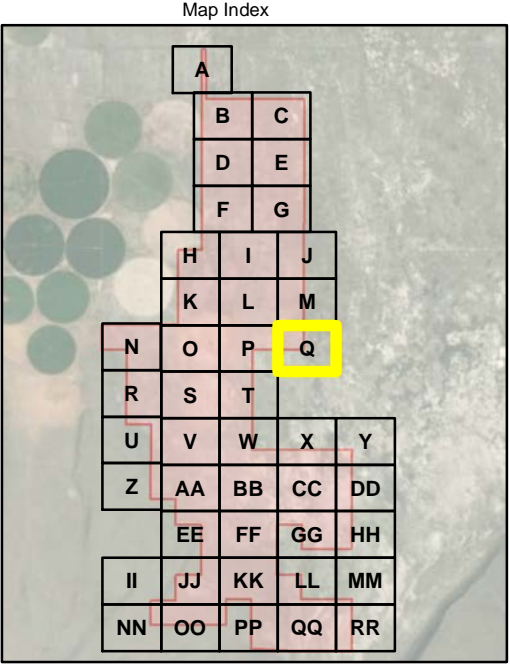 Map Index
A
B C
D E
F G
H I J
K L M
N O P Q
R S T
U V W X Y
Z AA BB CC DD
EE FF GG HH
II JJ KK LL MM
NN OO PP QQ RR